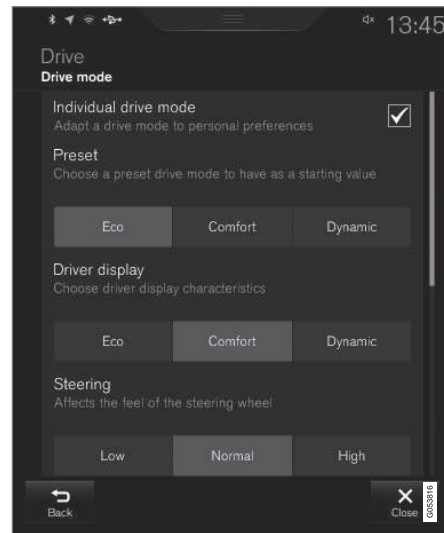 13:45
Drive
Drive mode
Individual drive mode
Adapt a drive mode to personal preferences
Preset
Choose a preset drive mode to have as a starting value
Eco Comfort Dynamic
Driver display
Choose driver display characteristics
Eco Comfort Dynamic
Steering
Affects the feel of the steering wheel
Low Normal High
Back Close
G053816